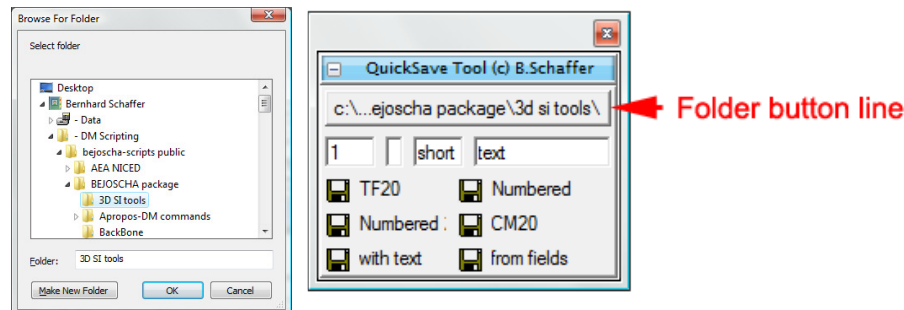 Browse For Folder
Select folder
Desktop
Bernhard Schaffer
- Data
- DM Scripting
bejoscha-scripts public
AEA NICED
BEJOSCHA package
3D SI tools
Apropos-DM commands
BackBone
Folder: 3D SI tools
Make New Folder OK Cancel
QuickSave Tool (c) B.Schaffer
c:\...ejoscha package\3d si tools\
Folder button line
1 short text
TF20 Numbered
Numbered : CM20
with text from fields